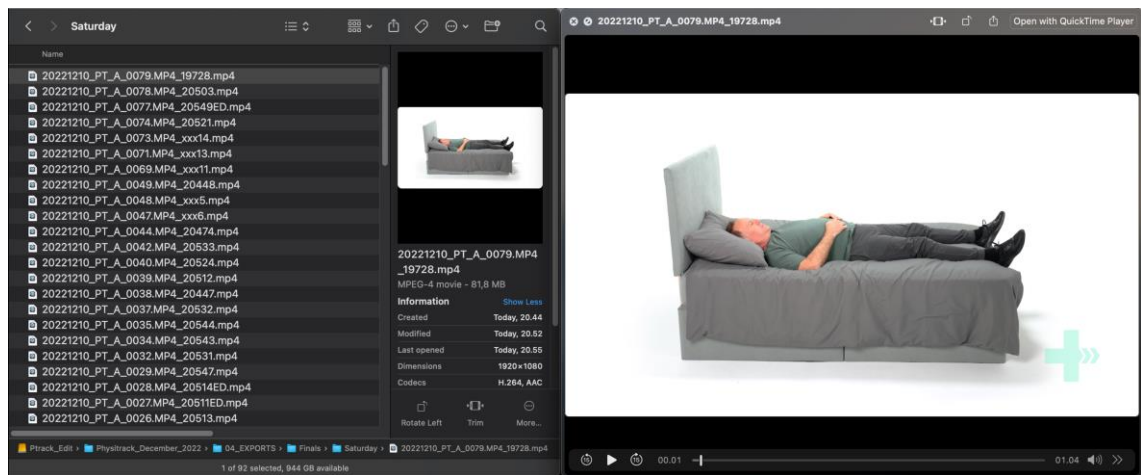 Saturday
Name
20221210_PT_A_0079.MP4_19728.mp4
20221210_PT_A_0078.MP4_20503.mp4
20221210_PT_A_0077.MP4_20549ED.mp4
20221210_PT_A_0074.MP4_20521.mp4
20221210_PT_A_0073.MP4_xxx14.mp4
20221210_PT_A_0071.MP4_xxx13.mp4
20221210_PT_A_0069.MP4_xxx11.mp4
20221210_PT_A_0049.MP4_20448.mp4
20221210_PT_A_0048.MP4_xxx5.mp4
20221210_PT_A_0047.MP4_xxx6.mp4
20221210_PT_A_0044.MP4_20474.mp4
20221210_PT_A_0042.MP4_20533.mp4
20221210_PT_A_0040.MP4_20524.mp4
20221210_PT_A_0039.MP4_20512.mp4
20221210_PT_A_0038.MP4_20447.mp4
20221210_PT_A_0037.MP4_20532.mp4
20221210_PT_A_0035.MP4_20544.mp4
20221210_PT_A_0034.MP4_20543.mp4
20221210_PT_A_0032.MP4_20531.mp4
20221210_PT_A_0029.MP4_20547.mp4
20221210_PT_A_0028.MP4_20514ED.mp4
20221210_PT_A_0027.MP4_20511ED.mp4
20221210_PT_A_0026.MP4_20513.mp4
20221210_PT_A_0079.MP4
_19728.mp4
MPEG-4 movie - 81,8 MB
Information Show Less
Created Today, 20.44
Modified Today, 20.52
Last opened Today, 20.55
Dimensions 1920×1080
Codecs H.264, AAC
Rotate Left Trim More...
Ptrack_Edit › Physitrack_December_2022 › 04_EXPORTS › Finals › Saturday › 20221210_PT_A_0079.MP4_19728.mp4
1 of 92 selected, 944 GB available
20221210_PT_A_0079.MP4_19728.mp4 Open with QuickTime Player
15 15 00.01 01.04